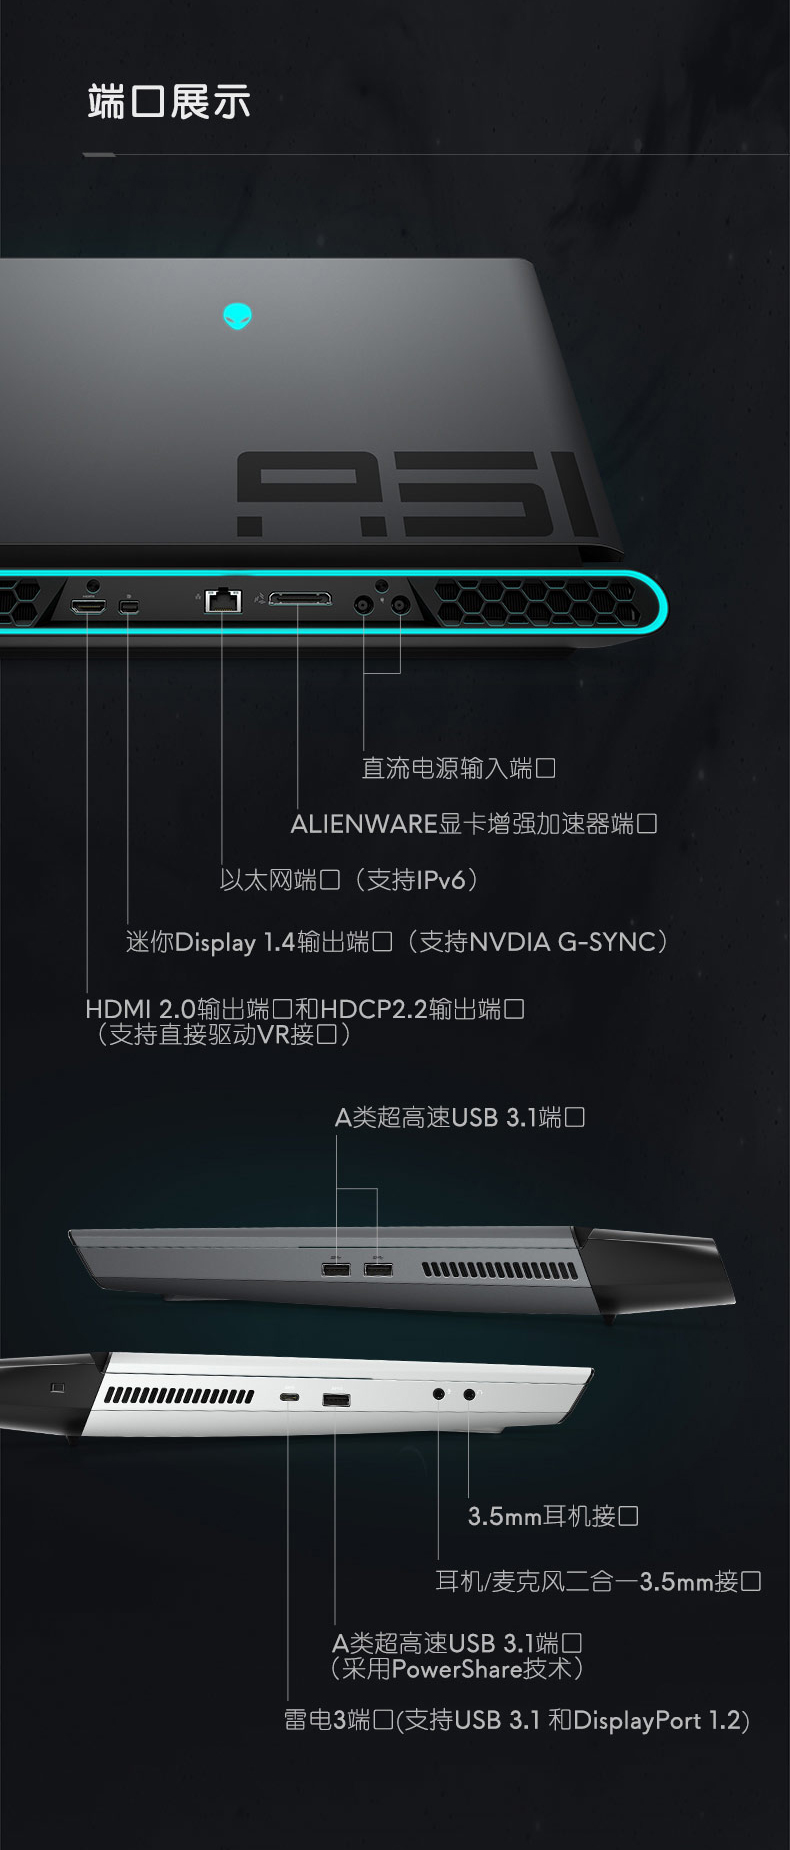 端口展示
A51
直流电源输入端口
ALIENWARE显卡增强加速器端口
以太网端口（支持IPv6）
迷你Display 1.4输出端口（支持NVDIA G-SYNC）
HDMI 2.0输出端口和HDCP2.2输出端口
（支持直接驱动VR接口）
A类超高速USB 3.1端口
3.5mm耳机接口
耳机/麦克风二合一3.5mm接口
A类超高速USB 3.1端口
（采用PowerShare技术）
雷电3端口(支持USB 3.1 和DisplayPort 1.2)